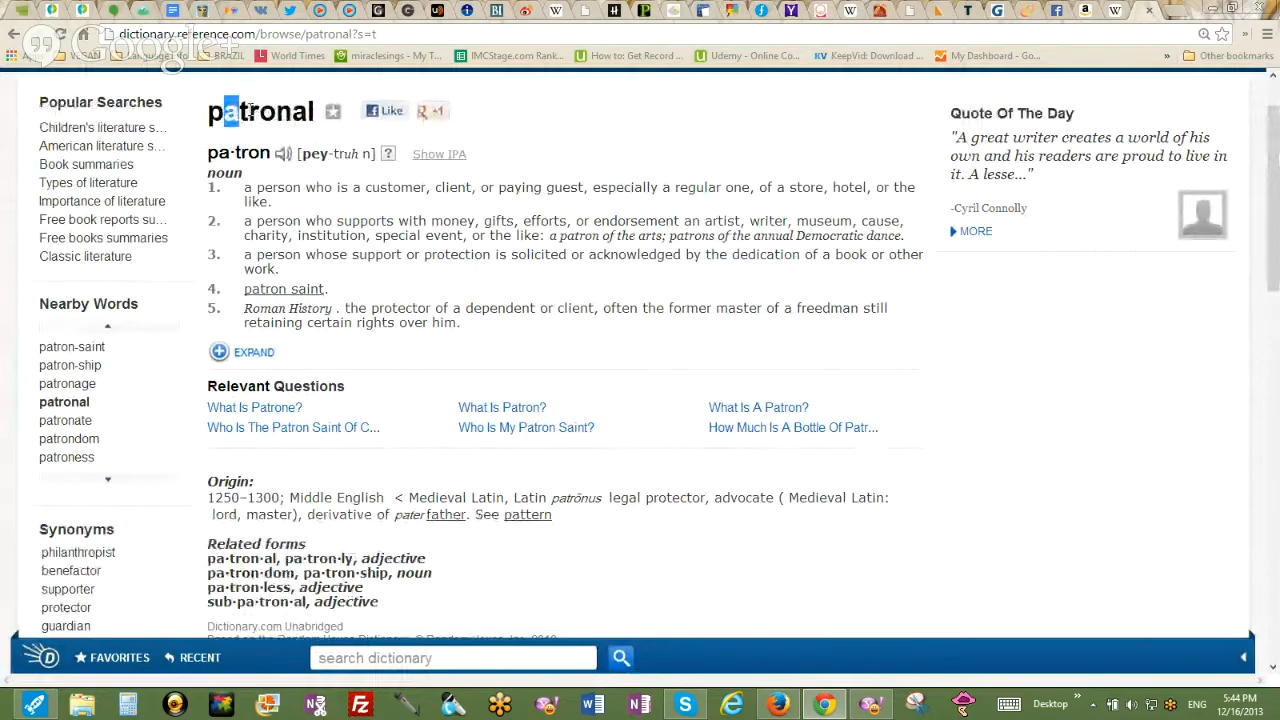 dictionary.reference.com/browse/patronal?s=t
Google+
BRAZIL
World Times
miraclesings - My T...
IMCStage.com Rank...
How to: Get Record...
Udemy - Online Co...
KeepVid: Download...
My Dashboard - Go...
»
Other bookmarks
Popular Searches
Children's literature s...
American literature s...
Book summaries
Types of literature
Importance of literature
Free book reports su...
Free books summaries
Classic literature
Nearby Words
patron-saint
patron-ship
patronage
patronal
patronate
patrondom
patroness
Synonyms
philanthropist
benefactor
supporter
protector
guardian
patronal
Like
+1
pa·tron [pey-truh n] ? Show IPA
noun
1. a person who is a customer, client, or paying guest, especially a regular one, of a store, hotel, or the
like.
2. a person who supports with money, gifts, efforts, or endorsement an artist, writer, museum, cause,
charity, institution, special event, or the like: a patron of the arts; patrons of the annual Democratic dance.
3. a person whose support or protection is solicited or acknowledged by the dedication of a book or other
work.
4. patron saint.
5. Roman History . the protector of a dependent or client, often the former master of a freedman still
retaining certain rights over him.
EXPAND
Relevant Questions
What Is Patrone? What Is Patron? What Is A Patron?
Who Is The Patron Saint Of C... Who Is My Patron Saint? How Much Is A Bottle Of Patr...
Origin:
1250–1300; Middle English < Medieval Latin, Latin patrōnus legal protector, advocate ( Medieval Latin:
lord, master), derivative of pater father. See pattern
Related forms
pa·tron·al, pa·tron·ly, adjective
pa·tron·dom, pa·tron·ship, noun
pa·tron·less, adjective
sub·pa·tron·al, adjective
Dictionary.com Unabridged
Quote Of The Day
"A great writer creates a world of his
own and his readers are proud to live in
it. A lesse..."
-Cyril Connolly
MORE
FAVORITES
RECENT
search dictionary
Desktop
»
ENG
5:44 PM
12/16/2013